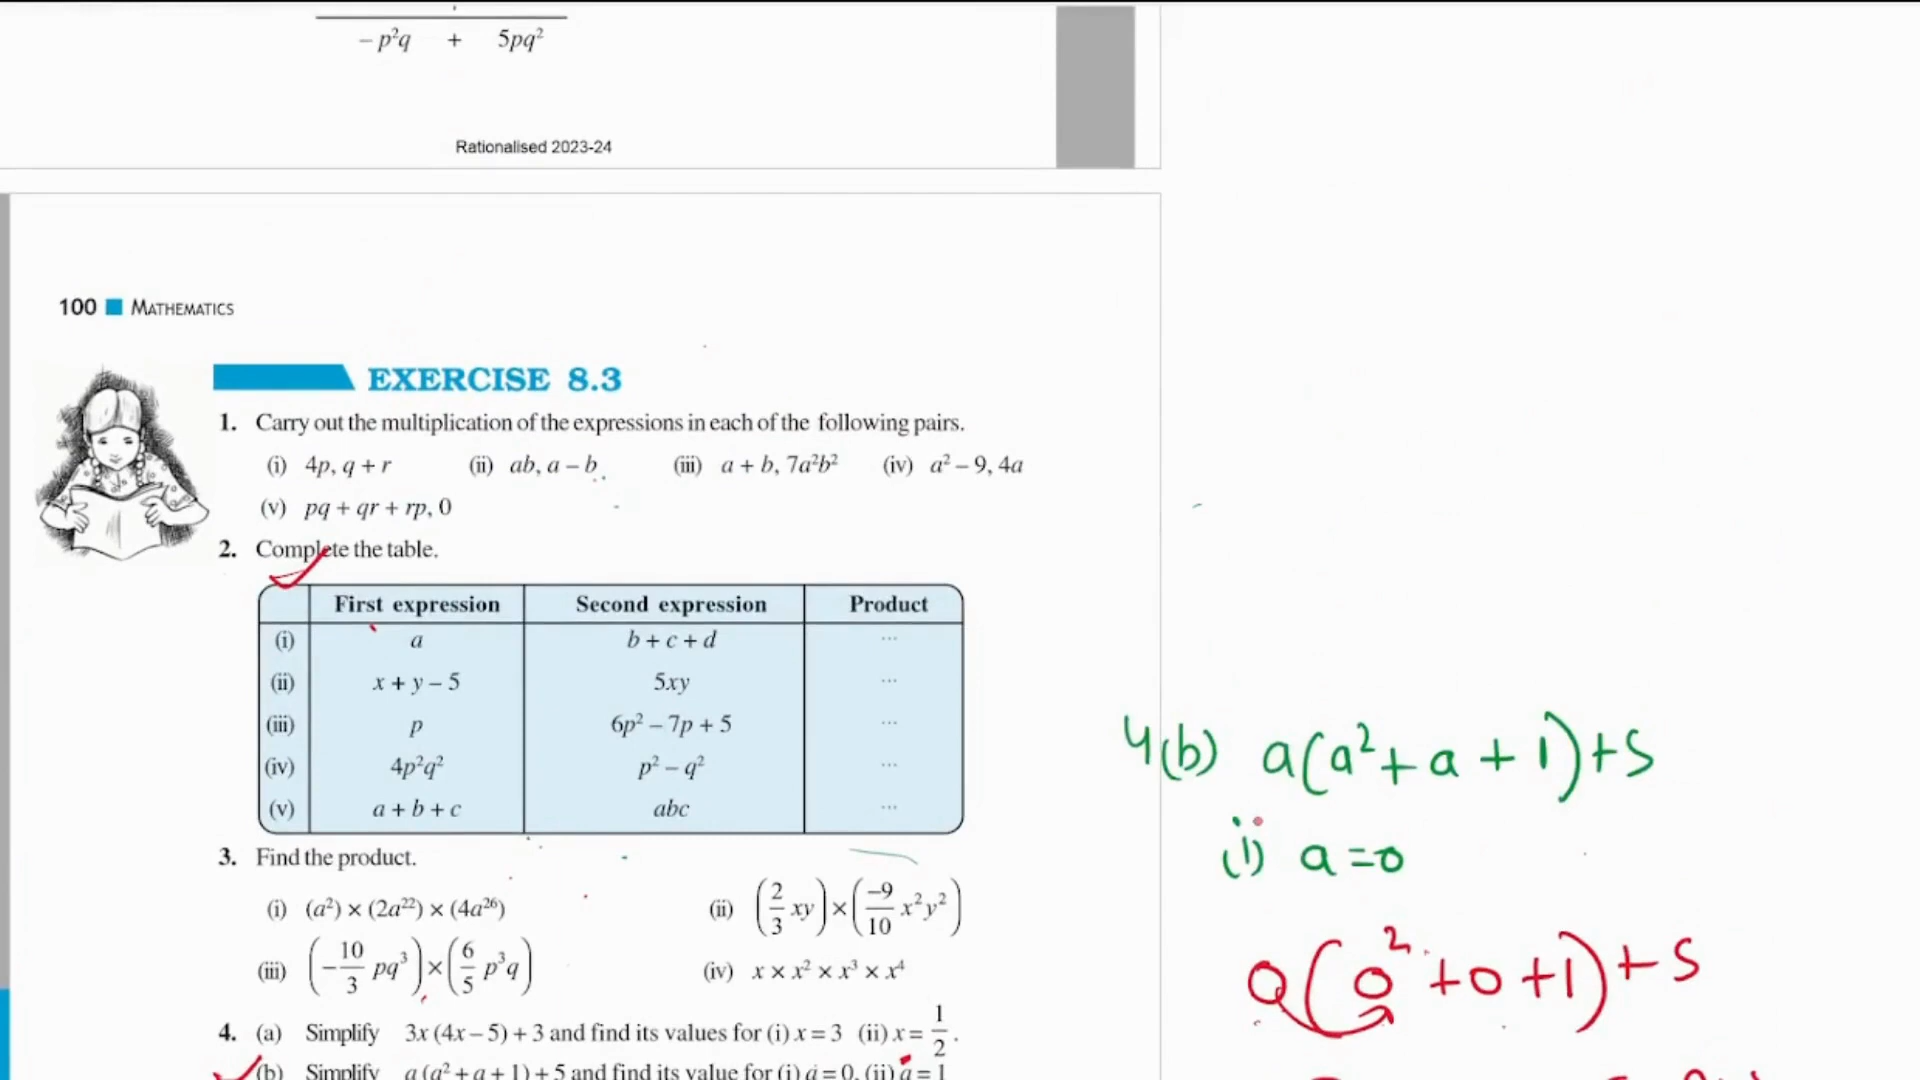 – p²q + 5pq²
Rationalised 2023-24
100 MATHEMATICS
EXERCISE 8.3
1. Carry out the multiplication of the expressions in each of the following pairs.
(i) 4p, q + r (ii) ab, a – b (iii) a + b, 7a²b² (iv) a² – 9, 4a
(v) pq + qr + rp, 0
2. Complete the table.
First expression Second expression Product
(i) a b + c + d ...
(ii) x + y – 5 5xy ...
(iii) p 6p² – 7p + 5 ...
(iv) 4p²q² p² – q² ...
(v) a + b + c abc ...
3. Find the product.
(i) (a²) × (2a²²) × (4a²⁶) (ii) (2/3 xy) × (–9/10 x²y²)
(iii) (–10/3 pq³) × (6/5 p³q) (iv) x × x² × x³ × x⁴
4. (a) Simplify 3x (4x – 5) + 3 and find its values for (i) x = 3 (ii) x = 1/2 .
(b) Simplify a (a² + a + 1) + 5 and find its value for (i) a = 0, (ii) a = 1
4(b) a(a² + a + 1) + 5
(i) a = 0
0(0² + 0 + 1) + 5